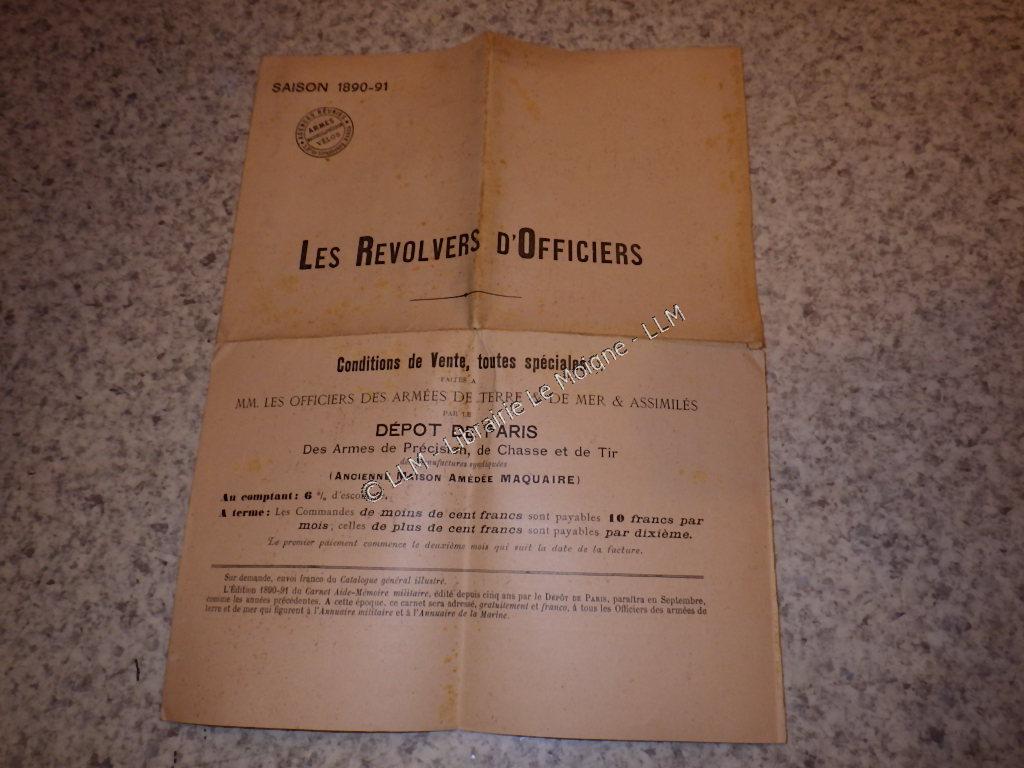 SAISON 1890-91
AGENCES RÉUNIES
ARMES
VÉLOS
LES REVOLVERS D'OFFICIERS
Conditions de Vente, toutes spéciales
FAITES A
MM. LES OFFICIERS DES ARMÉES DE TERRE & DE MER & ASSIMILÉS
PAR LE
DÉPOT DE PARIS
Des Armes de Précision, de Chasse et de Tir
manufactures syndiquées
(ANCIENNE MAISON AMÉDÉE MAQUAIRE)
Au comptant: 6 % d'escompte.
A terme: Les Commandes de moins de cent francs sont payables 10 francs par
mois; celles de plus de cent francs sont payables par dixième.
Le premier paiement commence le deuxième mois qui suit la date de la facture.
Sur demande, envoi franco du Catalogue général illustré.
L'Édition 1890-91 du Carnet Aide-Mémoire militaire, édité depuis cinq ans par le DÉPOT DE PARIS, paraîtra en Septembre,
comme les années précédentes. A cette époque, ce carnet sera adressé, gratuitement et franco, à tous les Officiers des armées de
terre et de mer qui figurent à l'Annuaire militaire et à l'Annuaire de la Marine.
© LLM - Librairie Le Moigne - LLM